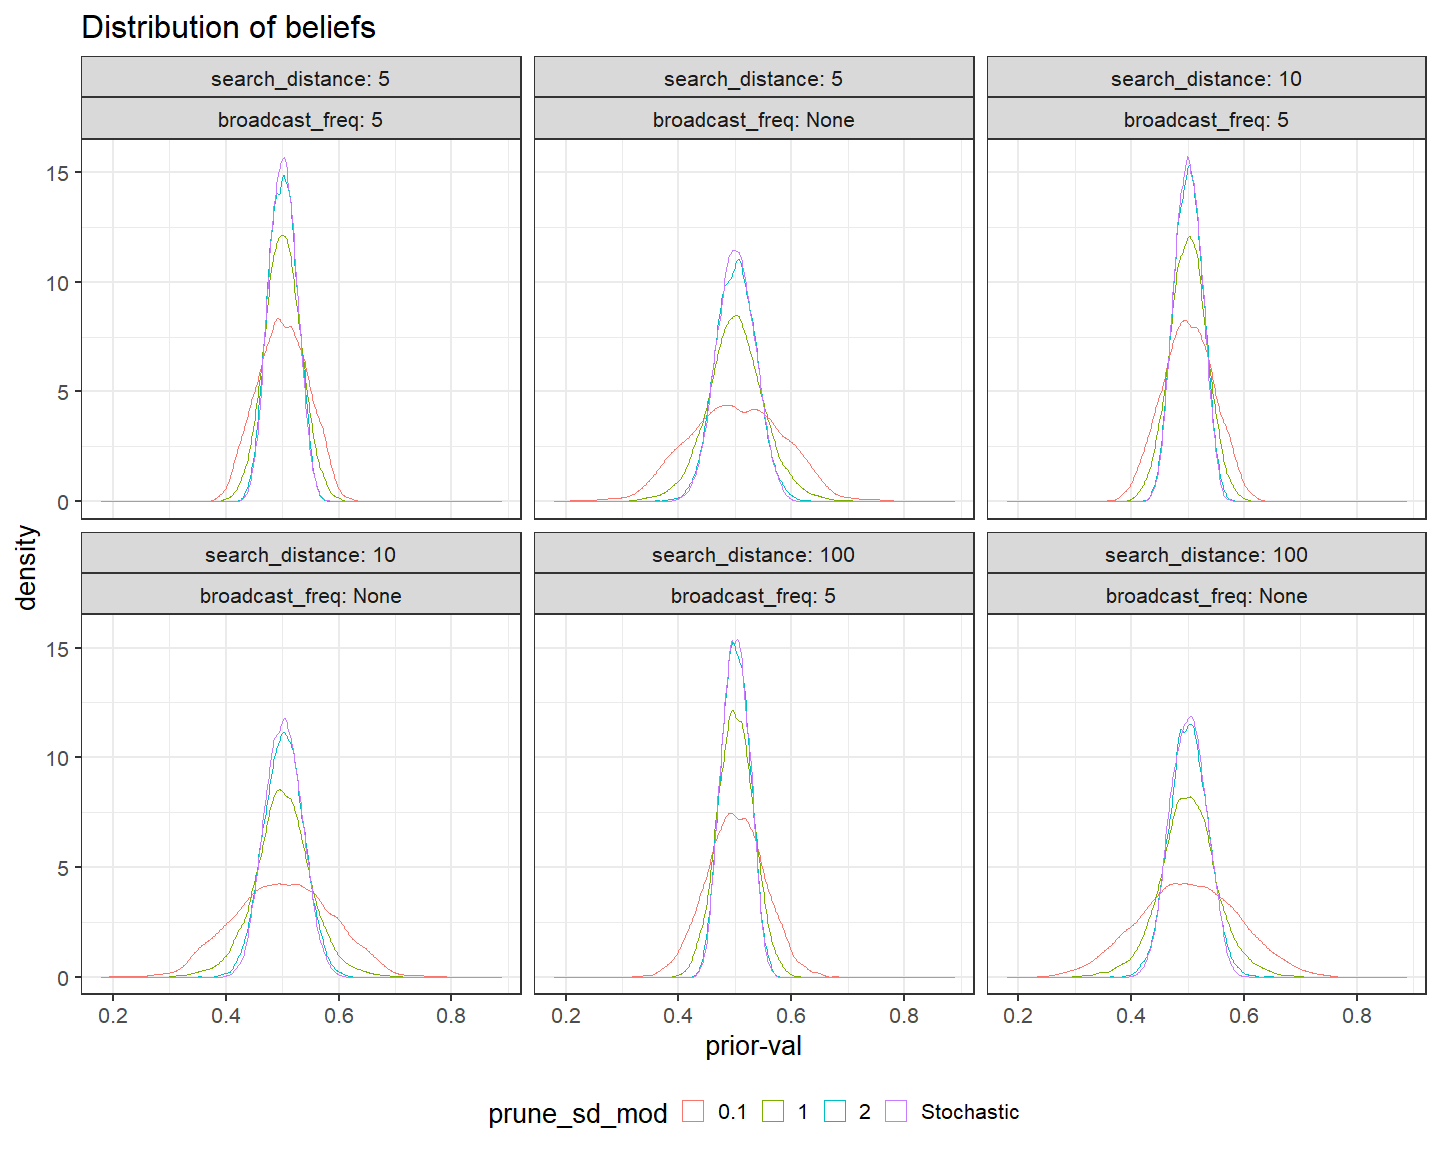 Distribution of beliefs
search_distance: 5
broadcast_freq: 5
search_distance: 5
broadcast_freq: None
search_distance: 10
broadcast_freq: 5
15
10
5
0
search_distance: 10
broadcast_freq: None
search_distance: 100
broadcast_freq: 5
search_distance: 100
broadcast_freq: None
15
10
5
0
density
0.2 0.4 0.6 0.8
0.2 0.4 0.6 0.8
0.2 0.4 0.6 0.8
prior-val
prune_sd_mod 0.1 1 2 Stochastic